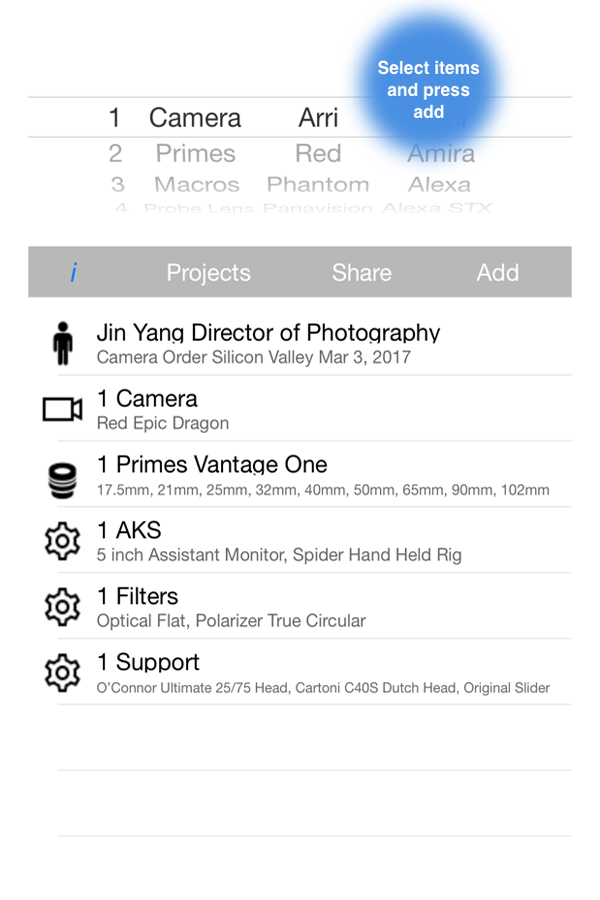 Select items
and press
add
1 Camera Arri
2 Primes Red Amira
3 Macros Phantom Alexa
4 Probe Lens Panavision Alexa STX
i Projects Share Add
Jin Yang Director of Photography
Camera Order Silicon Valley Mar 3, 2017
1 Camera
Red Epic Dragon
1 Primes Vantage One
17.5mm, 21mm, 25mm, 32mm, 40mm, 50mm, 65mm, 90mm, 102mm
1 AKS
5 inch Assistant Monitor, Spider Hand Held Rig
1 Filters
Optical Flat, Polarizer True Circular
1 Support
O'Connor Ultimate 25/75 Head, Cartoni C40S Dutch Head, Original Slider